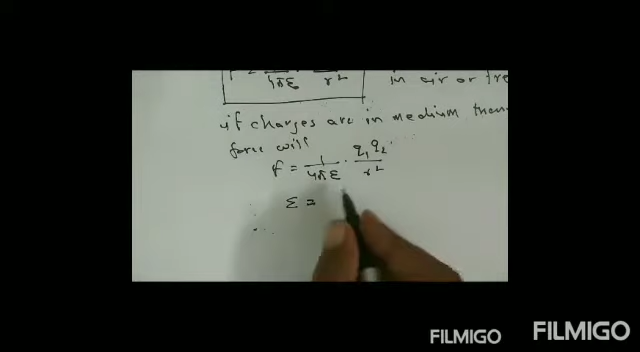 4πε r²
in air or fre
if charges are in medium then
force will
F = 1/4πε · q₁q₂/r²
ε =
FILMIGO FILMIGO